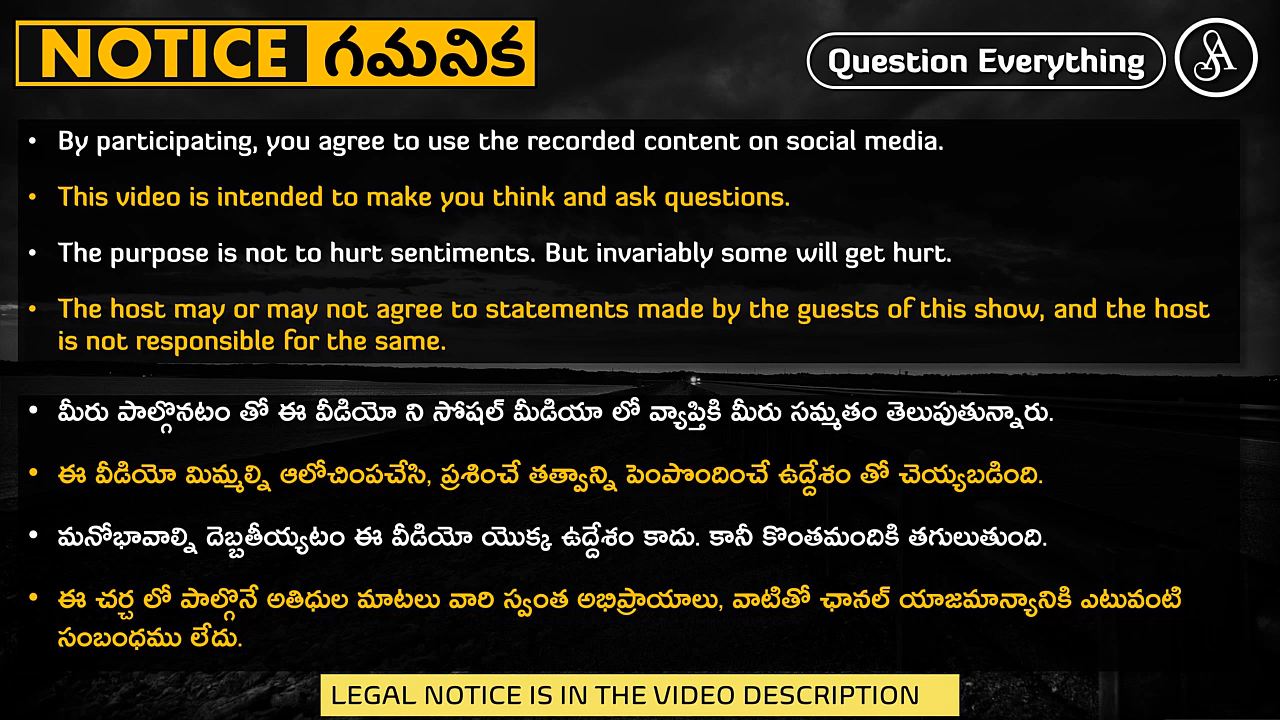 NOTICE గమనిక
Question Everything
• By participating, you agree to use the recorded content on social media.
• This video is intended to make you think and ask questions.
• The purpose is not to hurt sentiments. But invariably some will get hurt.
• The host may or may not agree to statements made by the guests of this show, and the host
is not responsible for the same.
• మీరు పాల్గొనటం తో ఈ వీడియో ని సోషల్ మీడియా లో వ్యాప్తికి మీరు సమ్మతం తెలుపుతున్నారు.
• ఈ వీడియో మిమ్మల్ని ఆలోచింపచేసి, ప్రశించే తత్వాన్ని పెంపొందించే ఉద్దేశం తో చెయ్యబడింది.
• మనోభావాల్ని దెబ్బతీయ్యటం ఈ వీడియో యొక్క ఉద్దేశం కాదు. కానీ కొంతమందికి తగులుతుంది.
• ఈ చర్చ లో పాల్గొనే అతిధుల మాటలు వారి స్వంత అభిప్రాయాలు, వాటితో ఛానల్ యాజమాన్యానికి ఎటువంటి
సంబంధము లేదు.
LEGAL NOTICE IS IN THE VIDEO DESCRIPTION